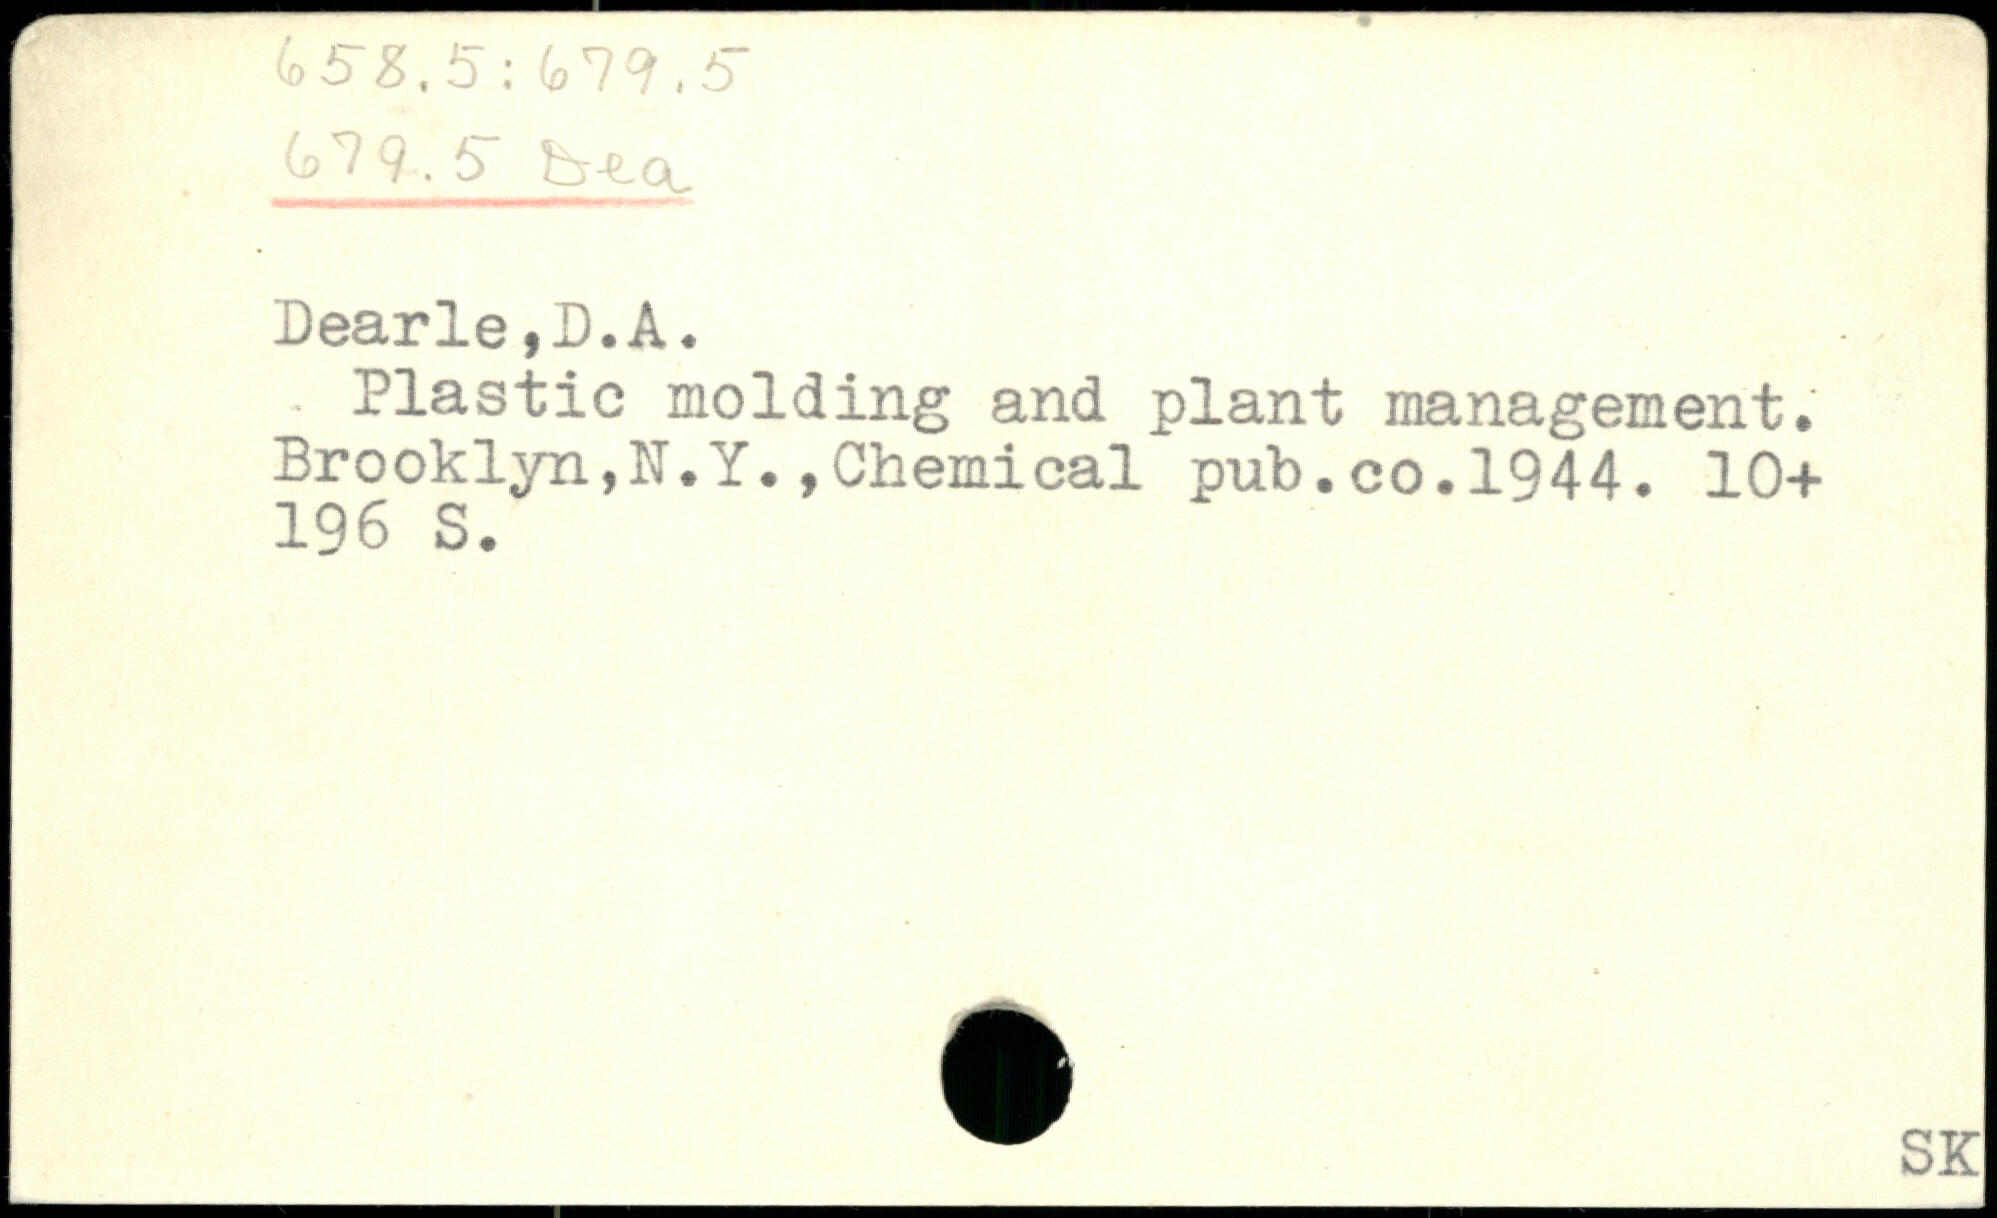 658.5:679.5
679.5 Dea
Dearle,D.A.
Plastic molding and plant management.
Brooklyn,N.Y.,Chemical pub.co.1944. 10+
196 S.
SK